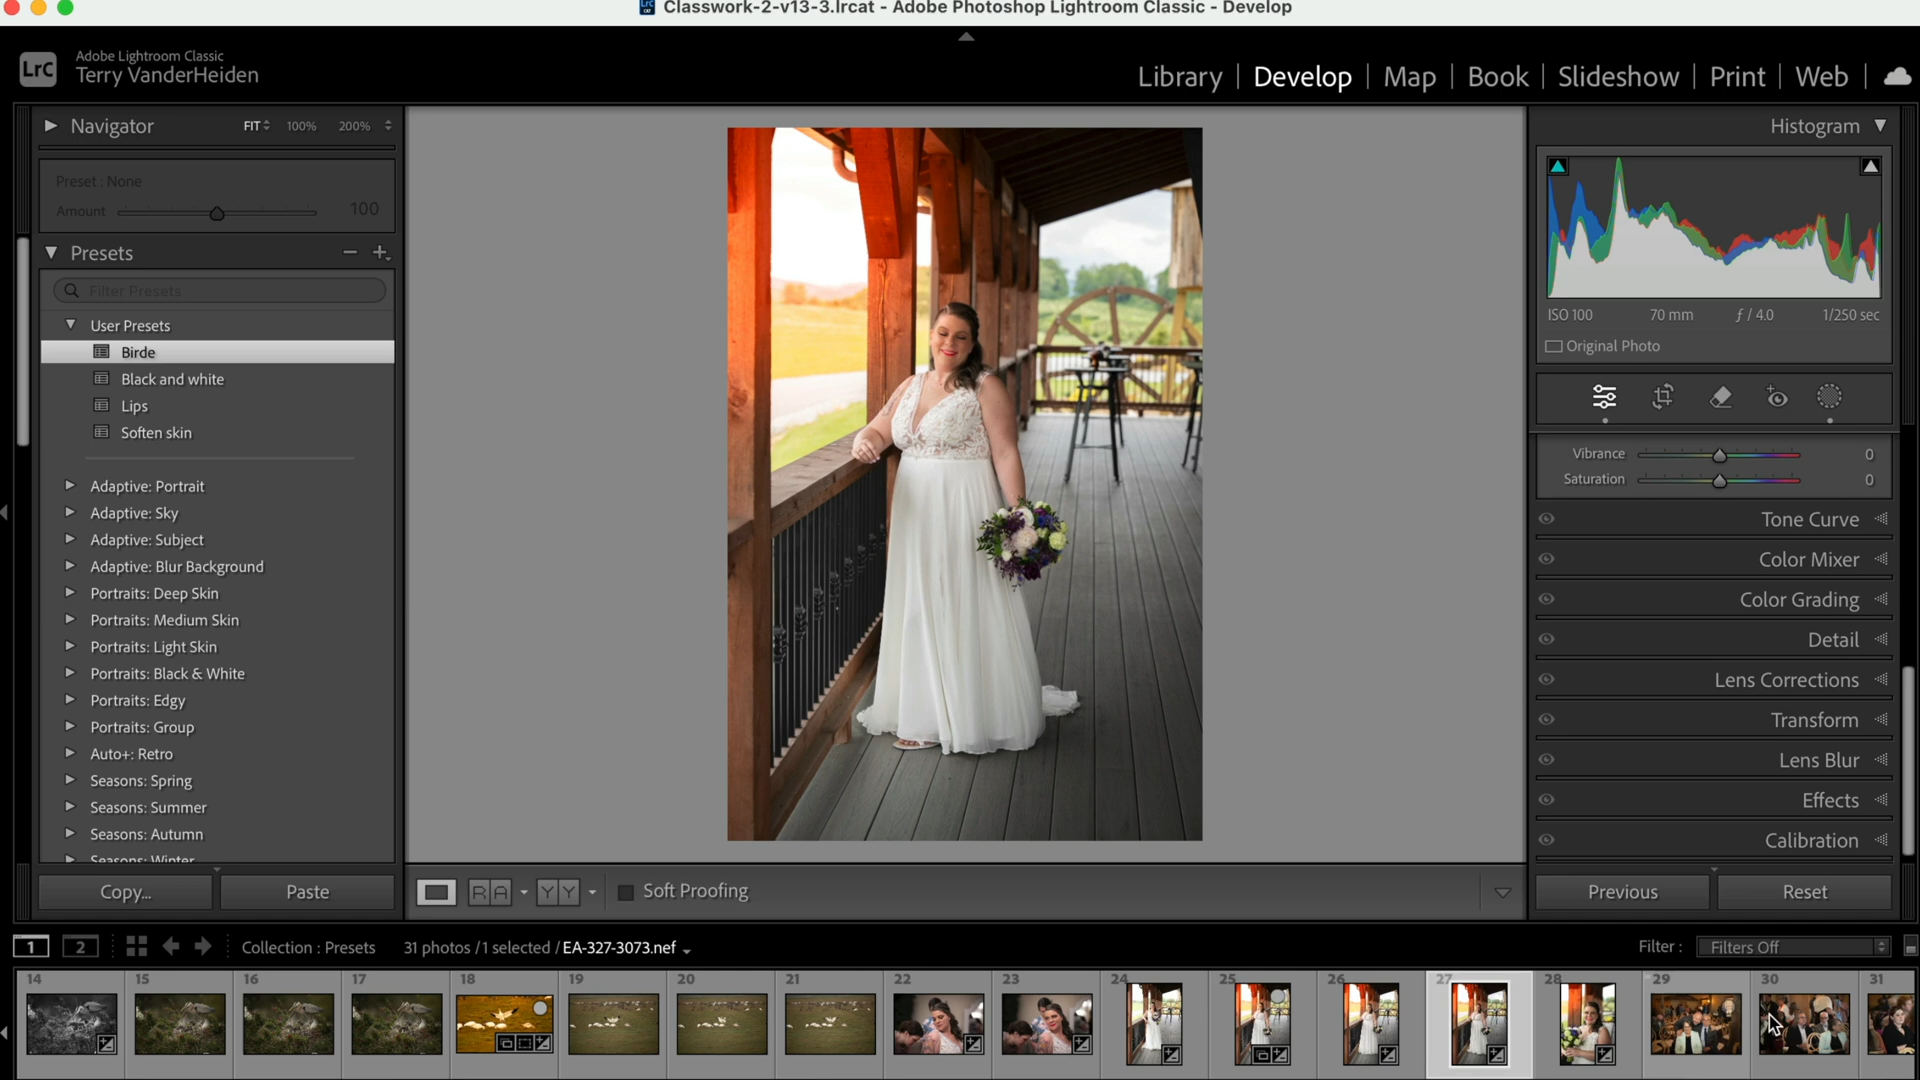 Classwork-2-v13-3.lrcat - Adobe Photoshop Lightroom Classic - Develop
LrC
Adobe Lightroom Classic
Terry VanderHeiden
Library | Develop | Map | Book | Slideshow | Print | Web
Navigator FIT 100% 200%
Preset : None
Amount 100
Presets
Filter Presets
User Presets
Birde
Black and white
Lips
Soften skin
Adaptive: Portrait
Adaptive: Sky
Adaptive: Subject
Adaptive: Blur Background
Portraits: Deep Skin
Portraits: Medium Skin
Portraits: Light Skin
Portraits: Black & White
Portraits: Edgy
Portraits: Group
Auto+: Retro
Seasons: Spring
Seasons: Summer
Seasons: Autumn
Seasons: Winter
Copy... Paste
R A Y Y Soft Proofing
Histogram
ISO 100 70 mm ƒ / 4.0 1/250 sec
Original Photo
Vibrance 0
Saturation 0
Tone Curve
Color Mixer
Color Grading
Detail
Lens Corrections
Transform
Lens Blur
Effects
Calibration
Previous Reset
1 2 Collection : Presets 31 photos / 1 selected / EA-327-3073.nef Filter : Filters Off
14 15 16 17 18 19 20 21 22 23 24 25 26 27 28 29 30 31